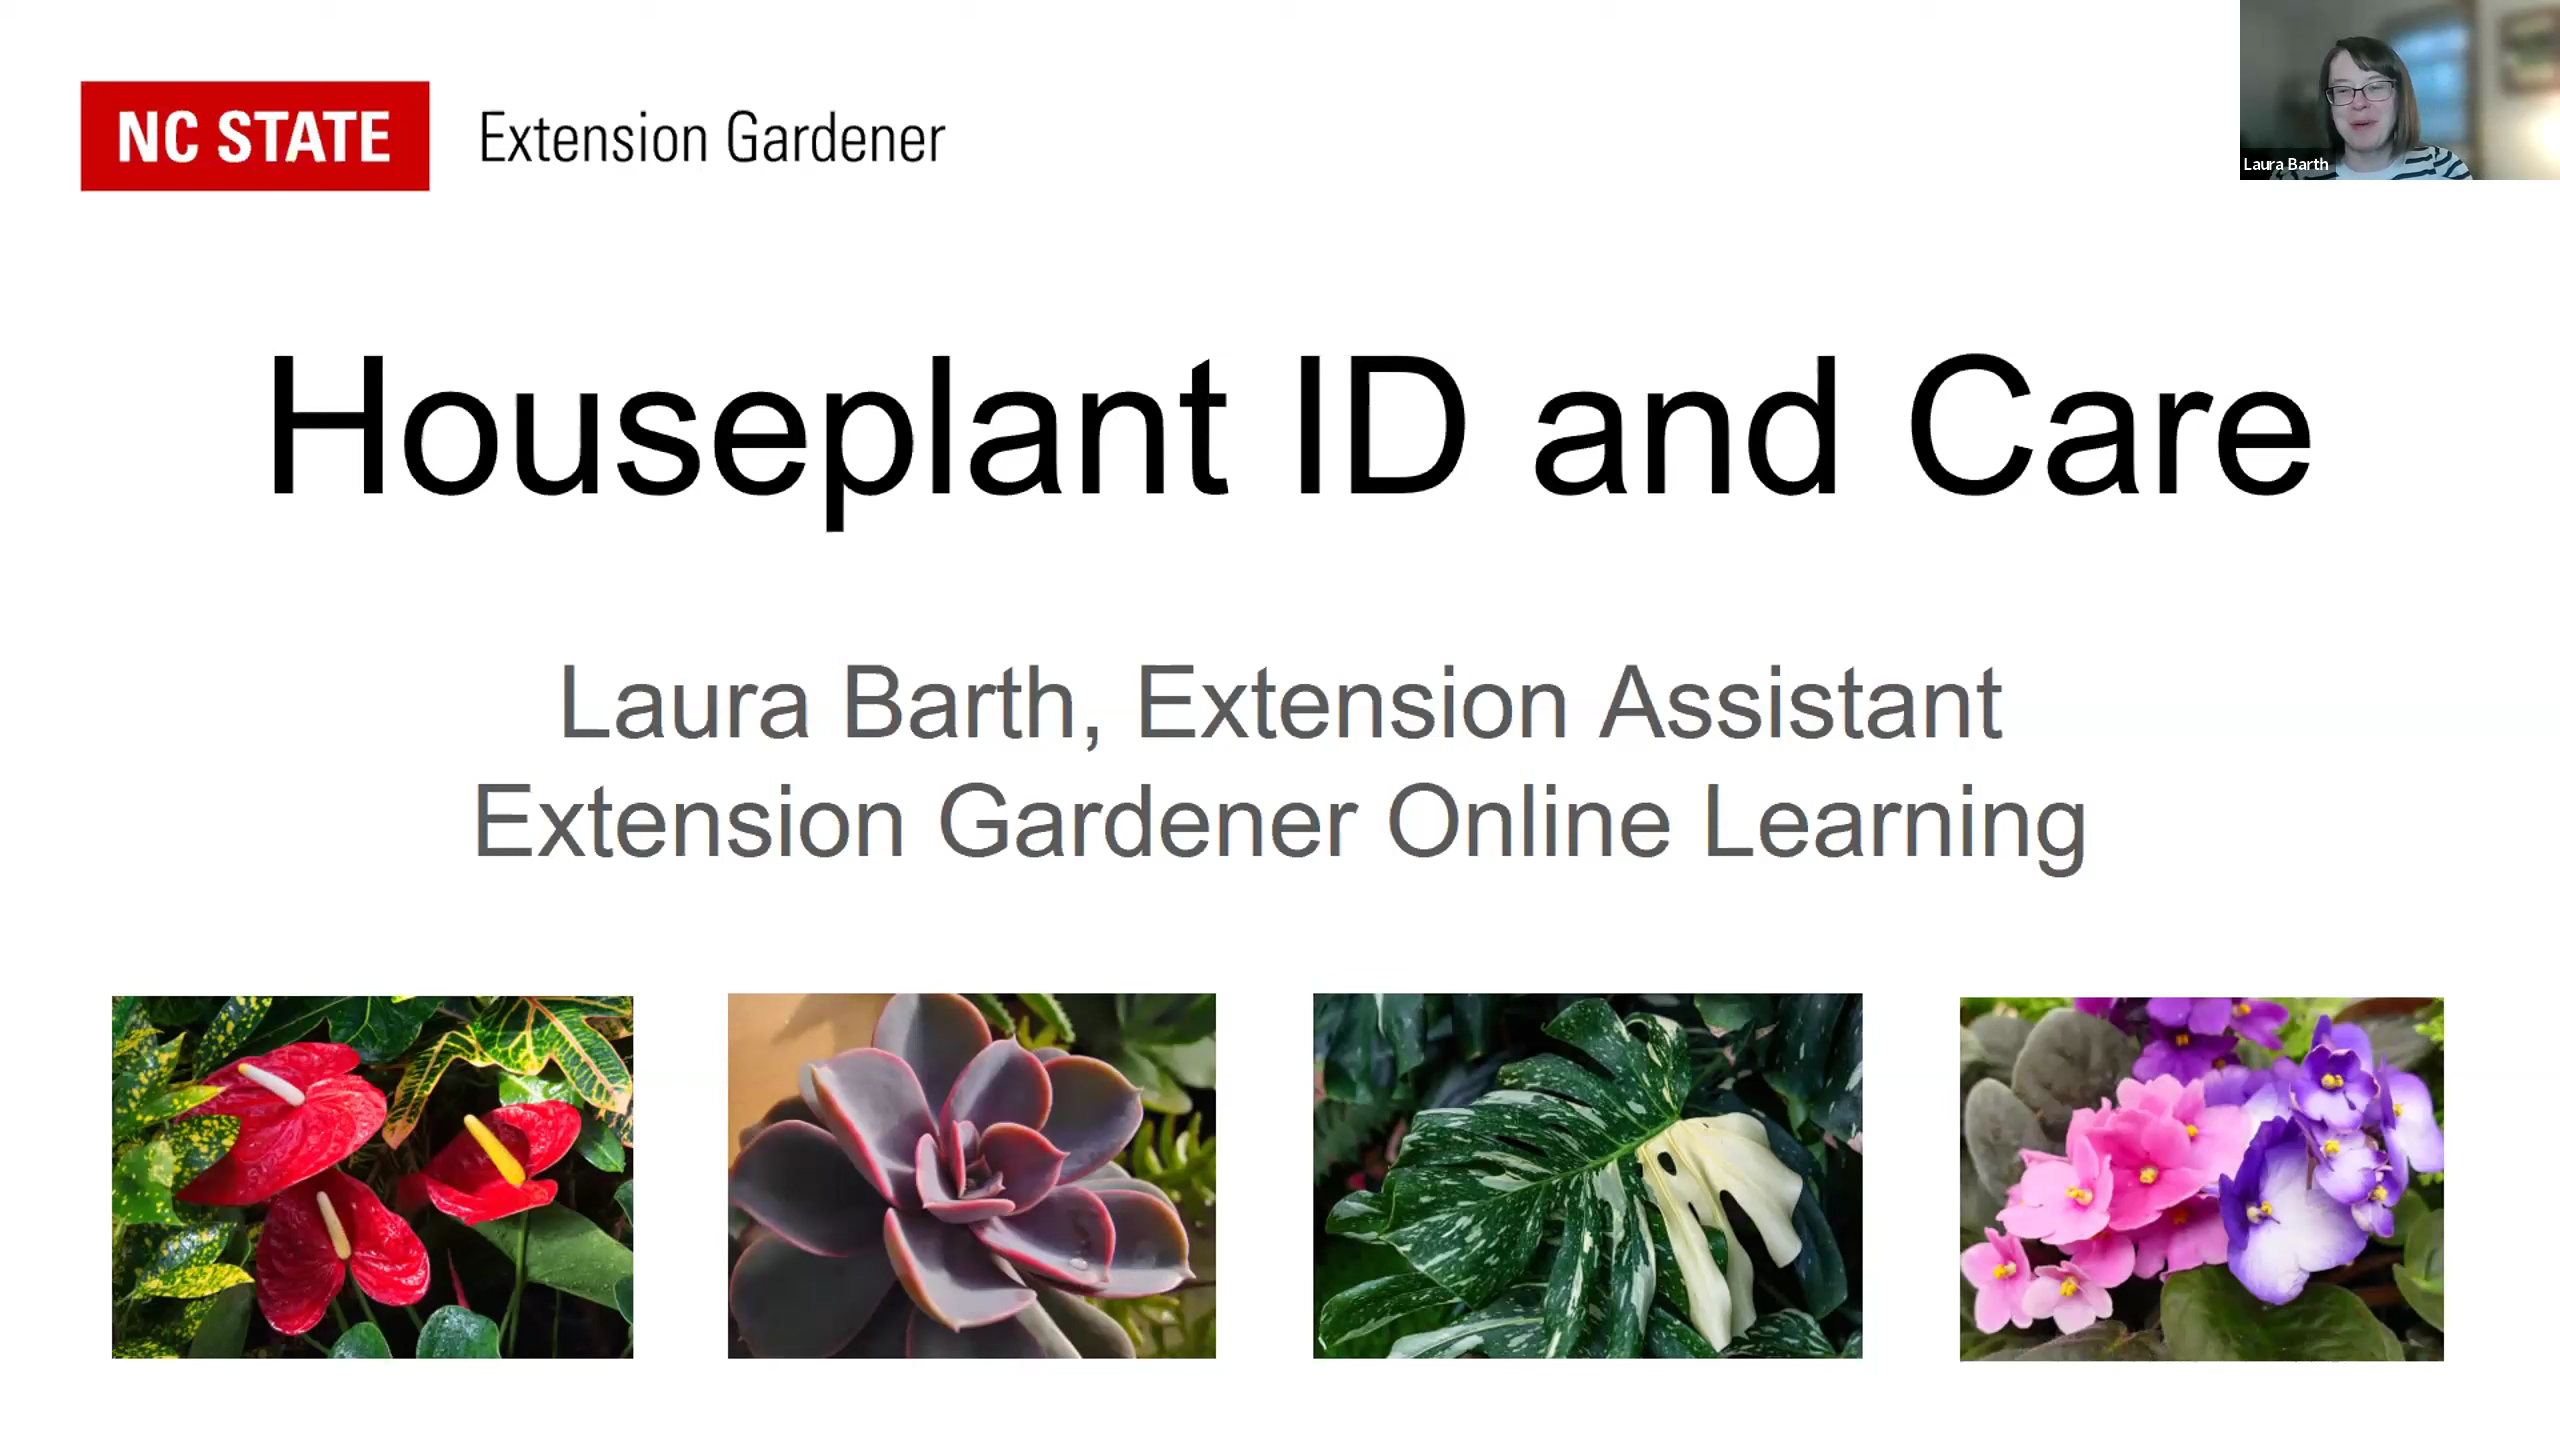 NC STATE Extension Gardener
Laura Barth
Houseplant ID and Care
Laura Barth, Extension Assistant
Extension Gardener Online Learning